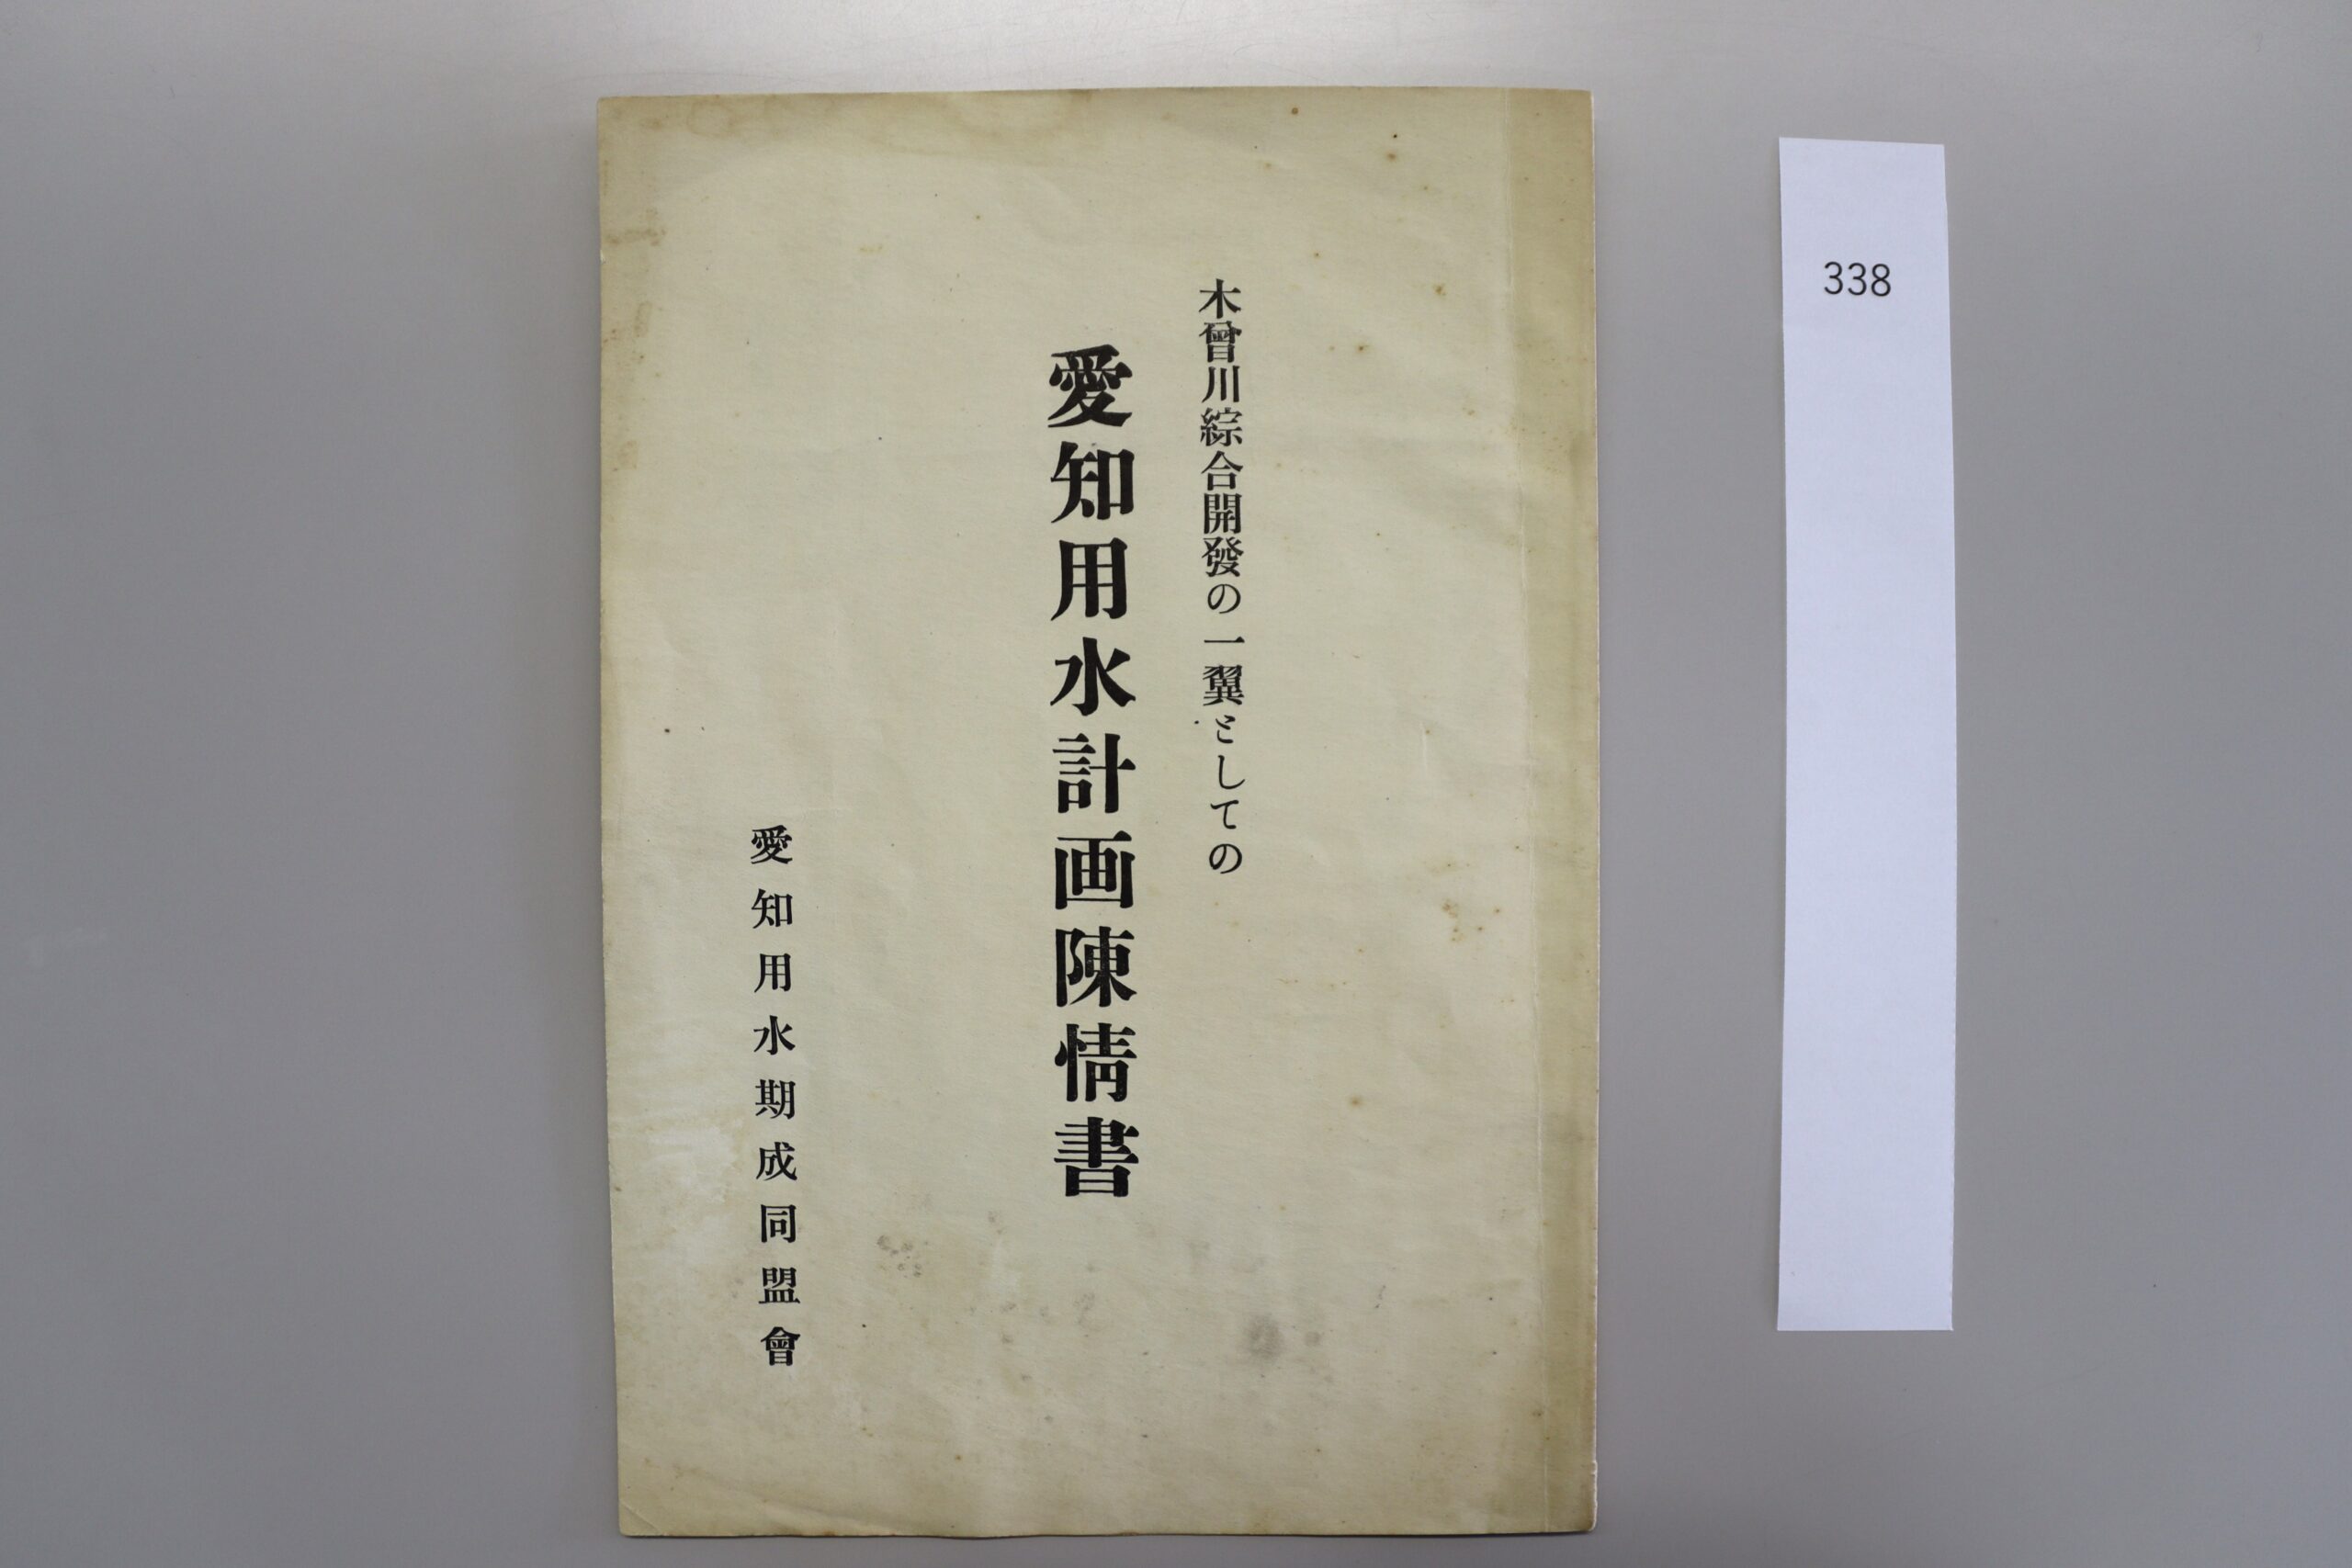 木曾川綜合開發の一翼としての
愛知用水計画陳情書
愛知用水期成同盟會
338